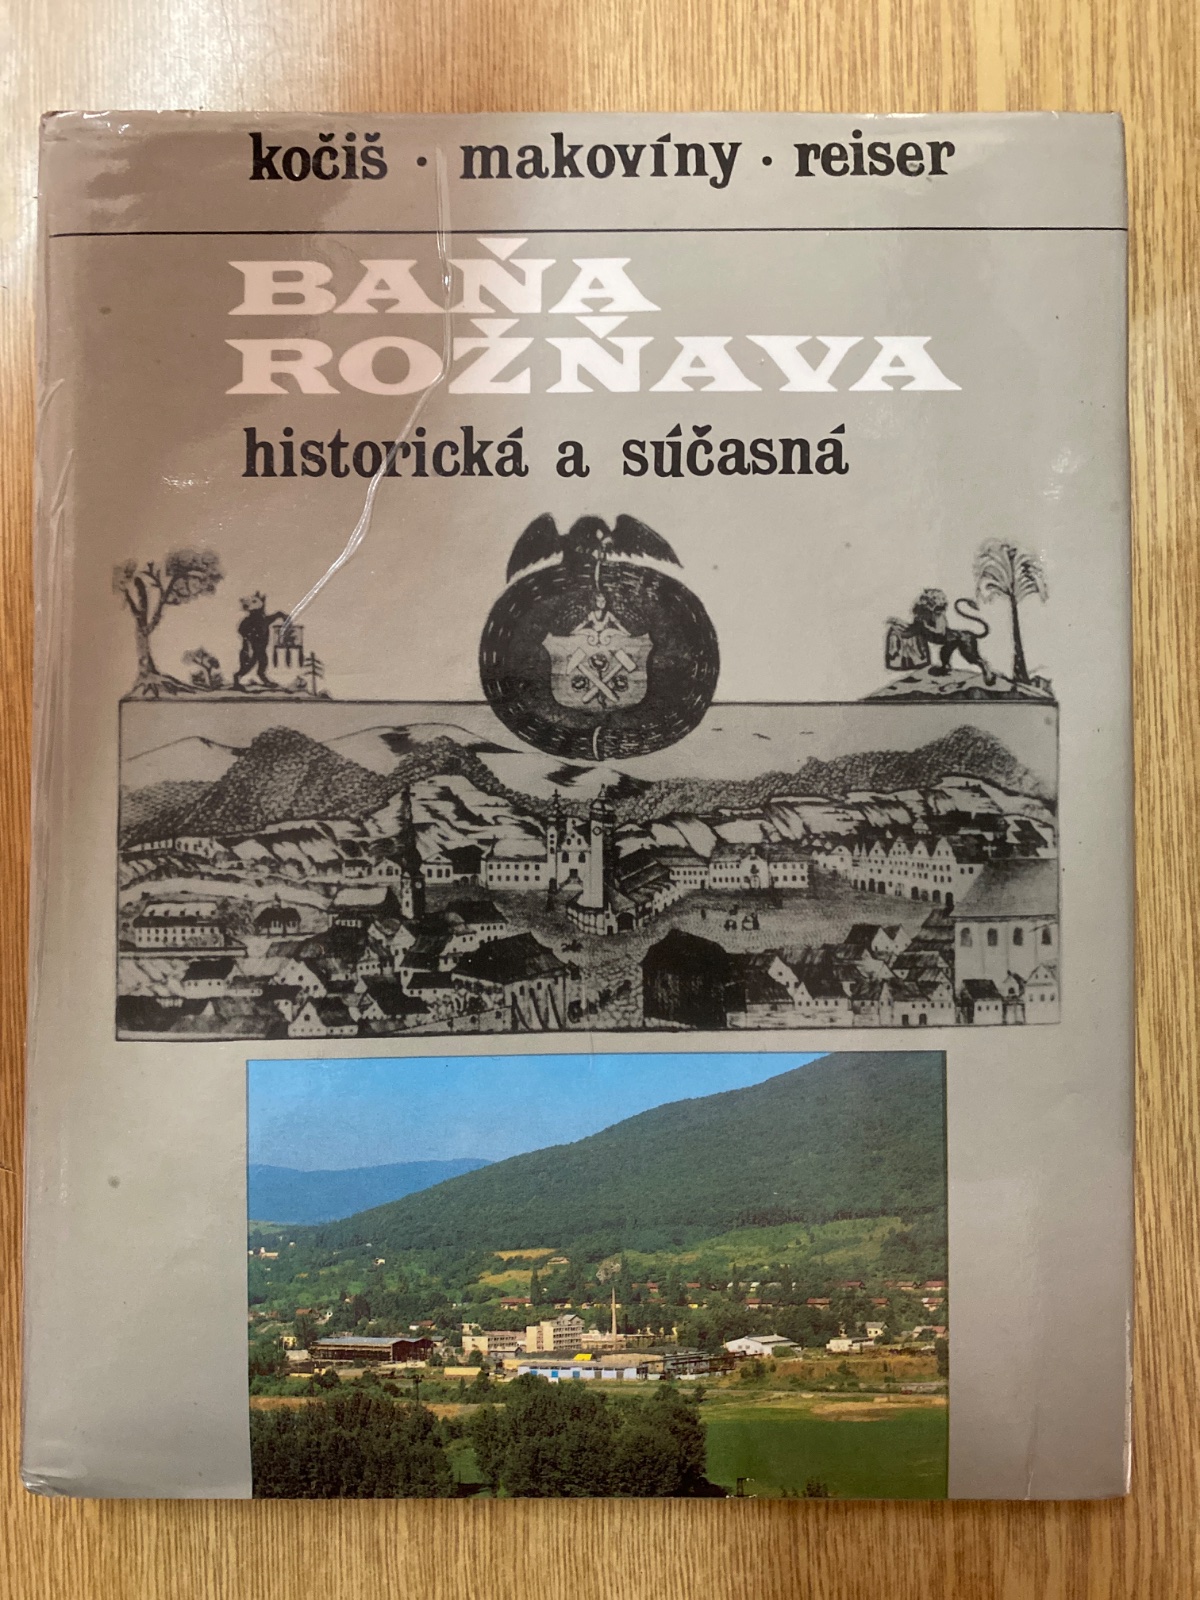 kočiš · makovíny · reiser
BAŇA
ROŽŇAVA
historická a súčasná